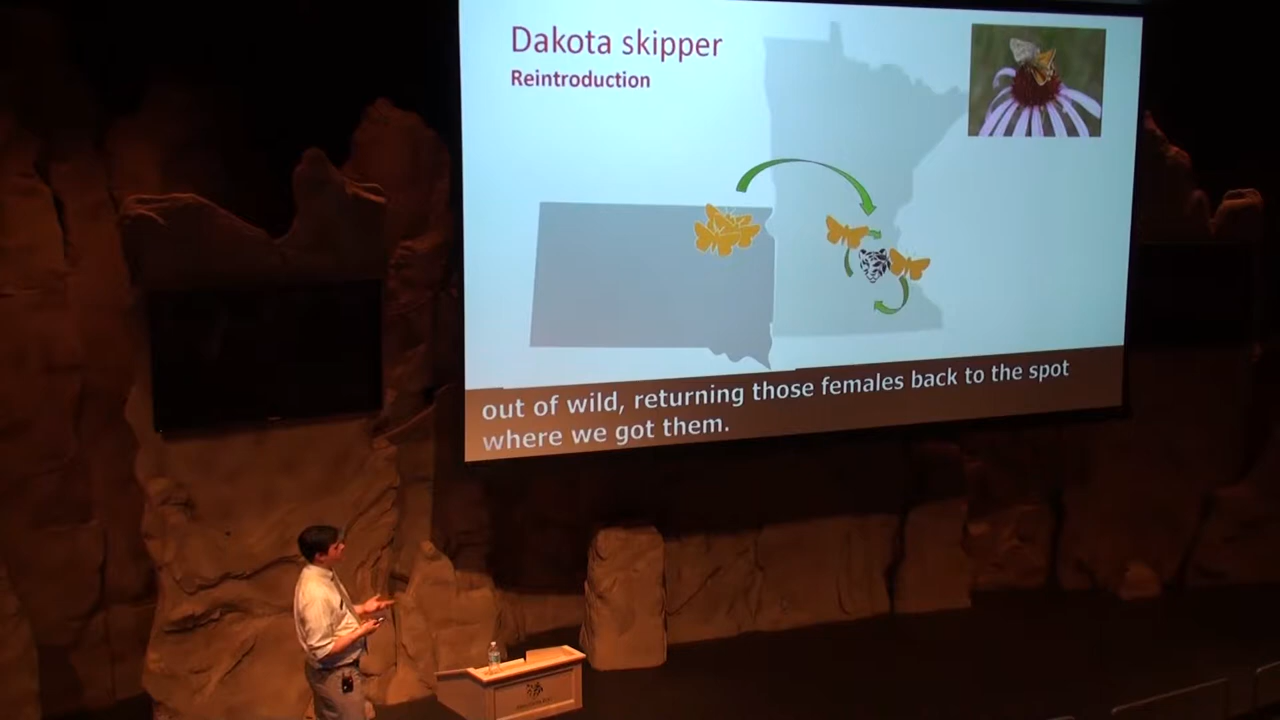 Dakota skipper
Reintroduction
out of wild, returning those females back to the spot
where we got them.